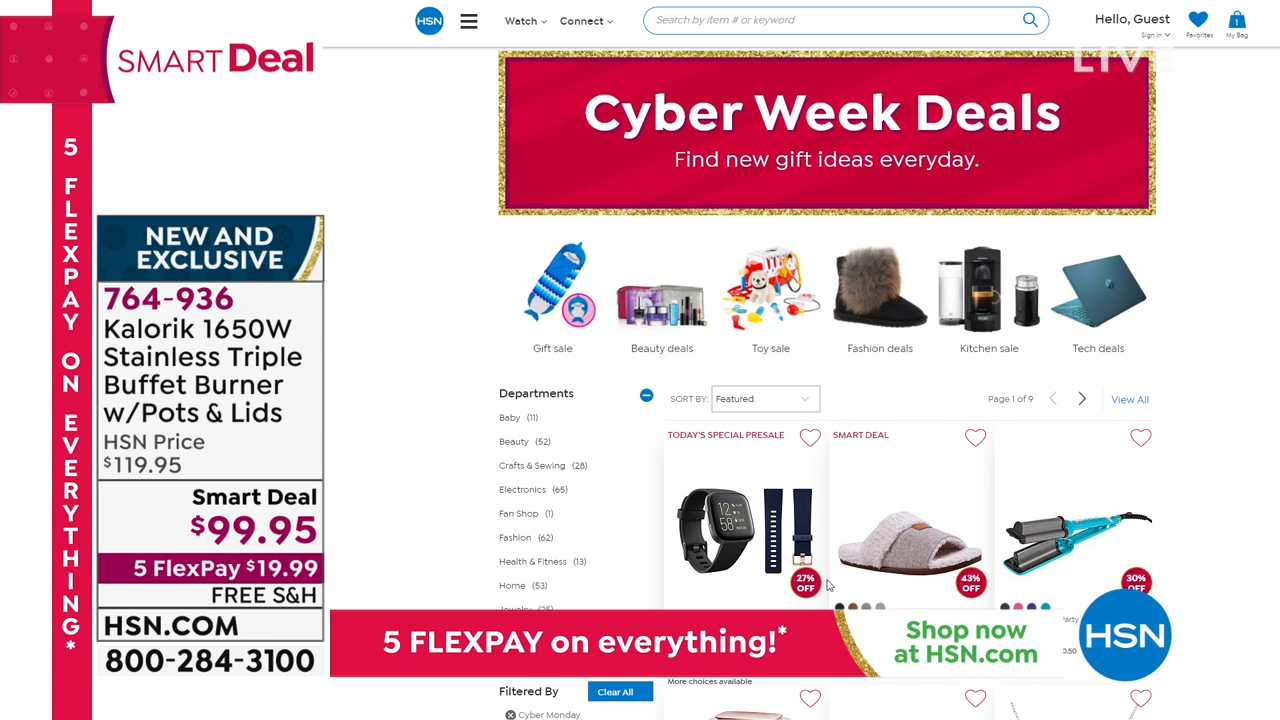 SMART Deal
5 FLEXPAY ON EVERYTHING*
NEW AND
EXCLUSIVE
764-936
Kalorik 1650W
Stainless Triple
Buffet Burner
w/Pots & Lids
HSN Price
$119.95
Smart Deal
$99.95
5 FlexPay $19.99
FREE S&H
HSN.COM
800-284-3100
HSN
Watch
Connect
Search by item # or keyword
Hello, Guest
Sign in
Favorites
My Bag
LIVE
Cyber Week Deals
Find new gift ideas everyday.
Gift sale
Beauty deals
Toy sale
Fashion deals
Kitchen sale
Tech deals
Departments
Baby (11)
Beauty (52)
Crafts & Sewing (28)
Electronics (65)
Fan Shop (1)
Fashion (62)
Health & Fitness (13)
Home (53)
SORT BY: Featured
Page 1 of 9
View All
TODAY'S SPECIAL PRESALE
SMART DEAL
12
58
27%
OFF
43%
OFF
30%
OFF
5 FLEXPAY on everything!*
Shop now
at HSN.com
HSN
More choices available
Filtered By
Clear All
Cyber Monday